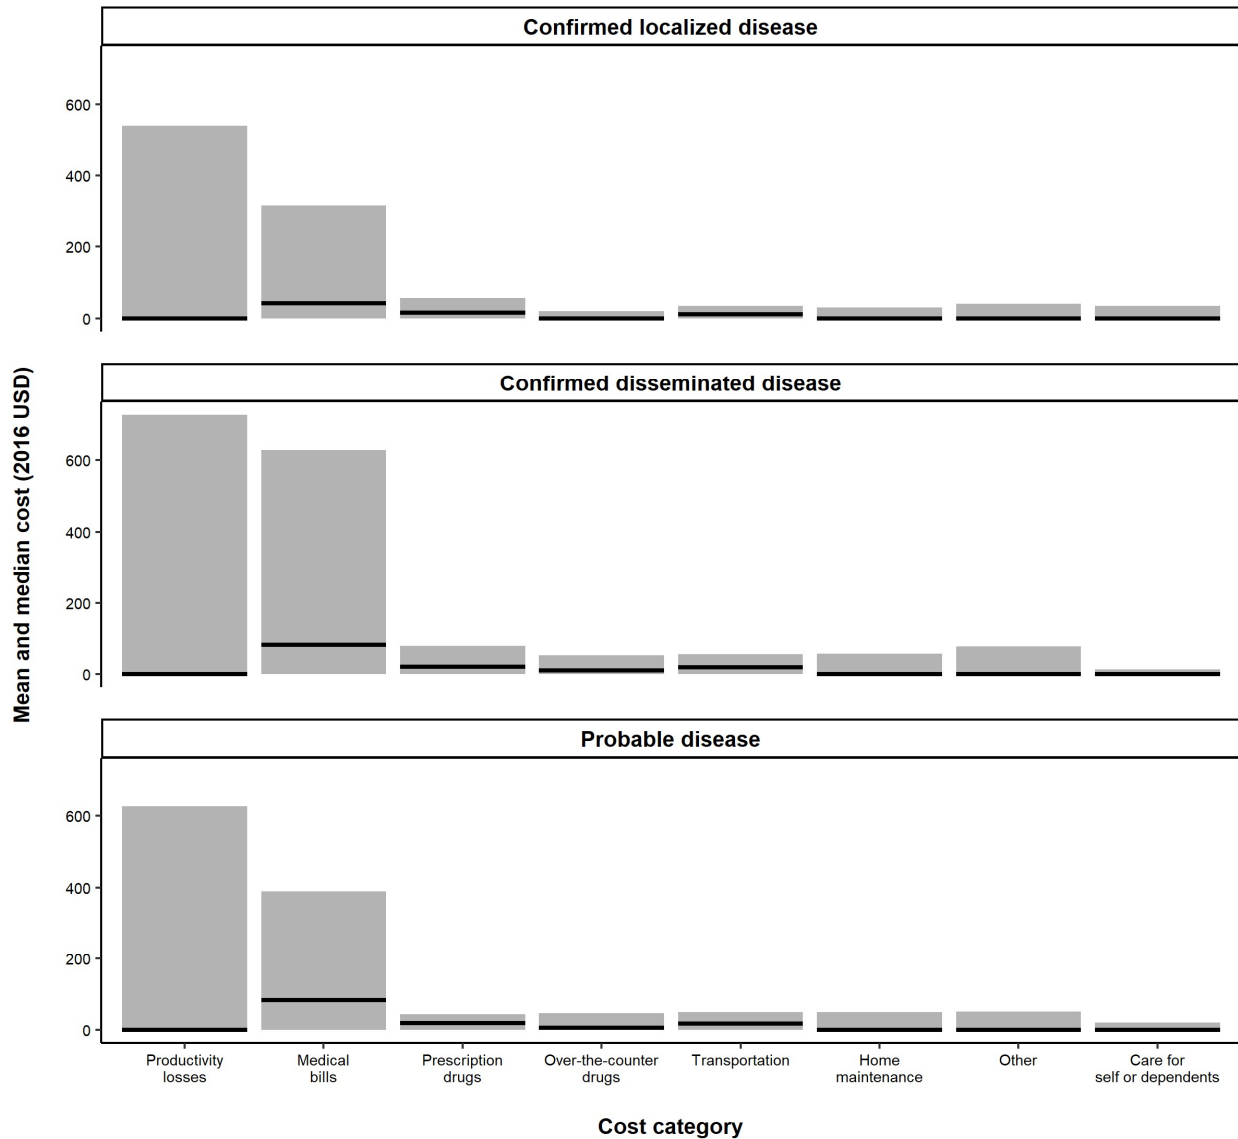 Confirmed localized disease
600
400
200
0
Confirmed disseminated disease
600
400
200
0
Mean and median cost (2016 USD)
Probable disease
600
400
200
0
Productivity
losses
Medical
bills
Prescription
drugs
Over-the-counter
drugs
Transportation
Home
maintenance
Other
Care for
self or dependents
Cost category